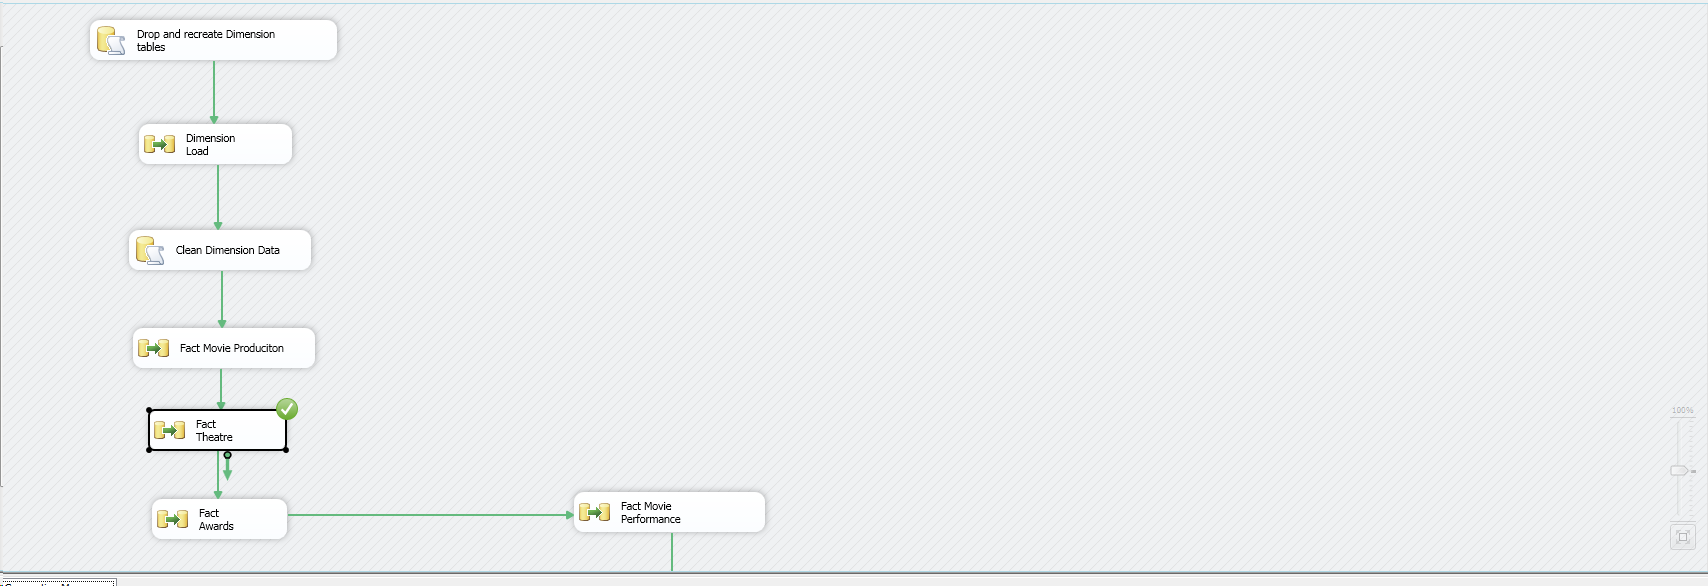 Drop and recreate Dimension
tables
Dimension
Load
Clean Dimension Data
Fact Movie Produciton
Fact
Theatre
100%
Fact
Awards
Fact Movie
Performance